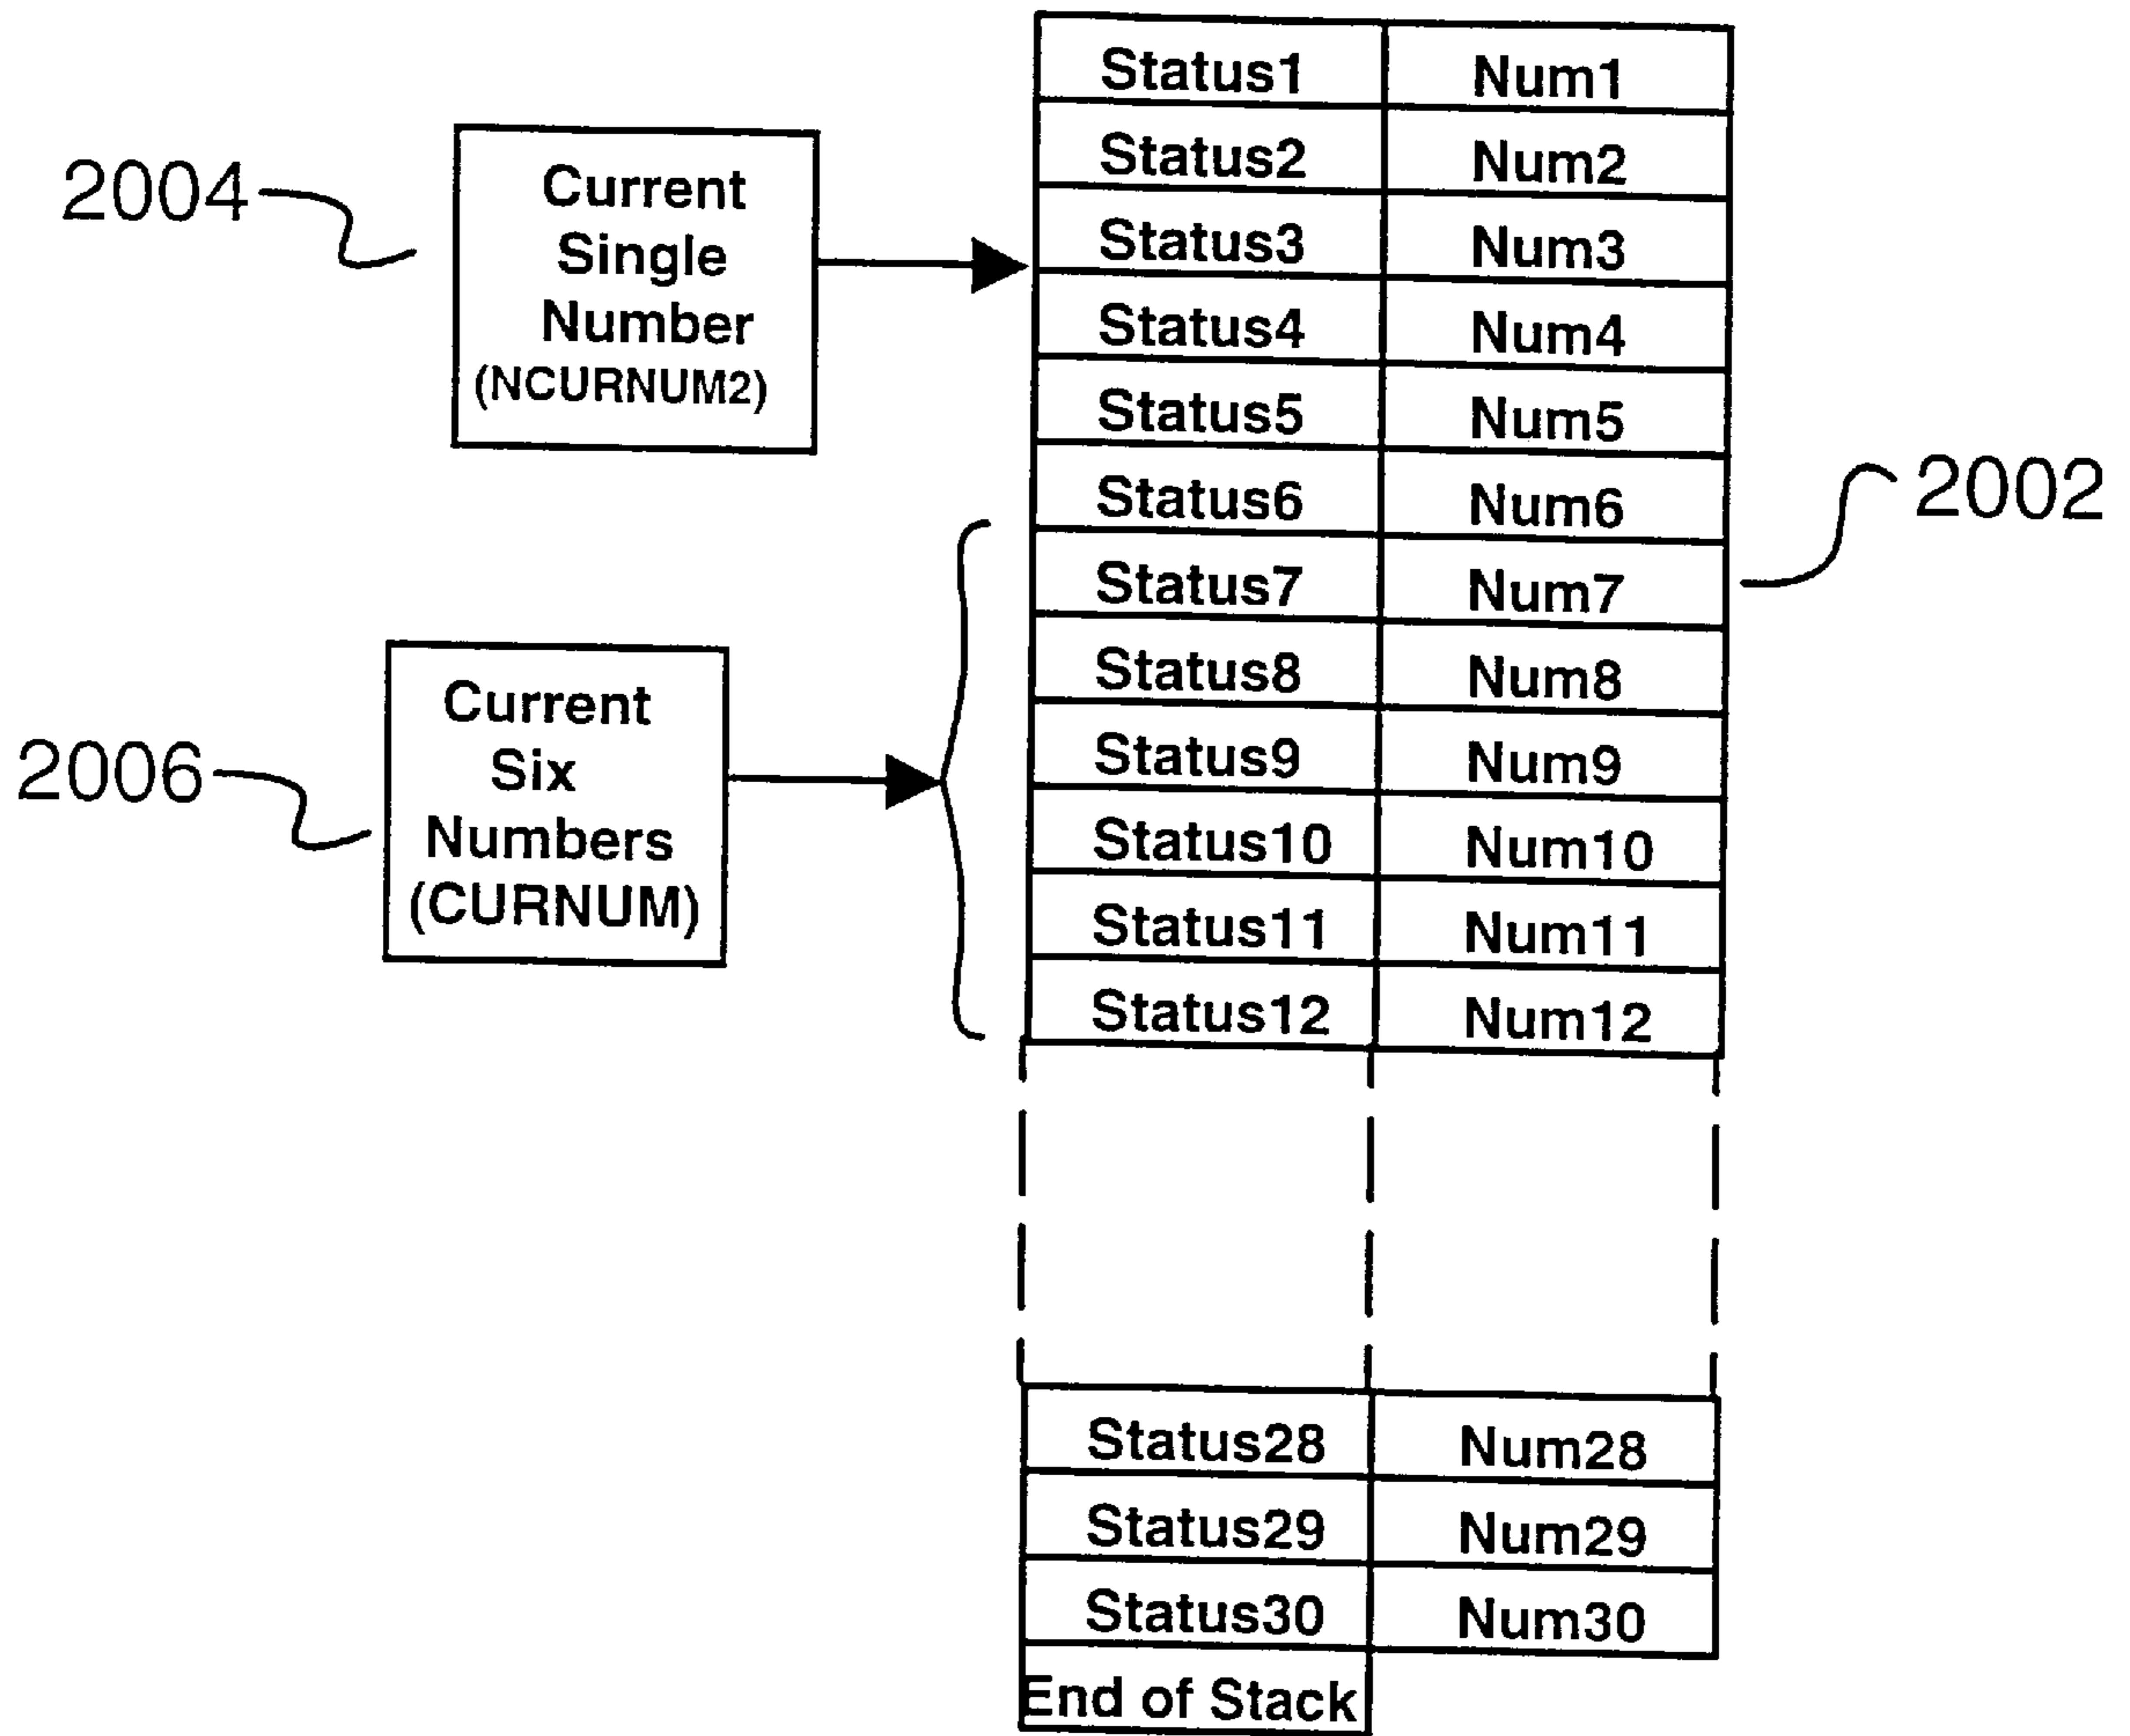 Status1 Num1
Status2 Num2
Status3 Num3
Status4 Num4
Status5 Num5
Status6 Num6
Status7 Num7
Status8 Num8
Status9 Num9
Status10 Num10
Status11 Num11
Status12 Num12
Status28 Num28
Status29 Num29
Status30 Num30
End of Stack
2004
Current
Single
Number
(NCURNUM2)
2006
Current
Six
Numbers
(CURNUM)
2002